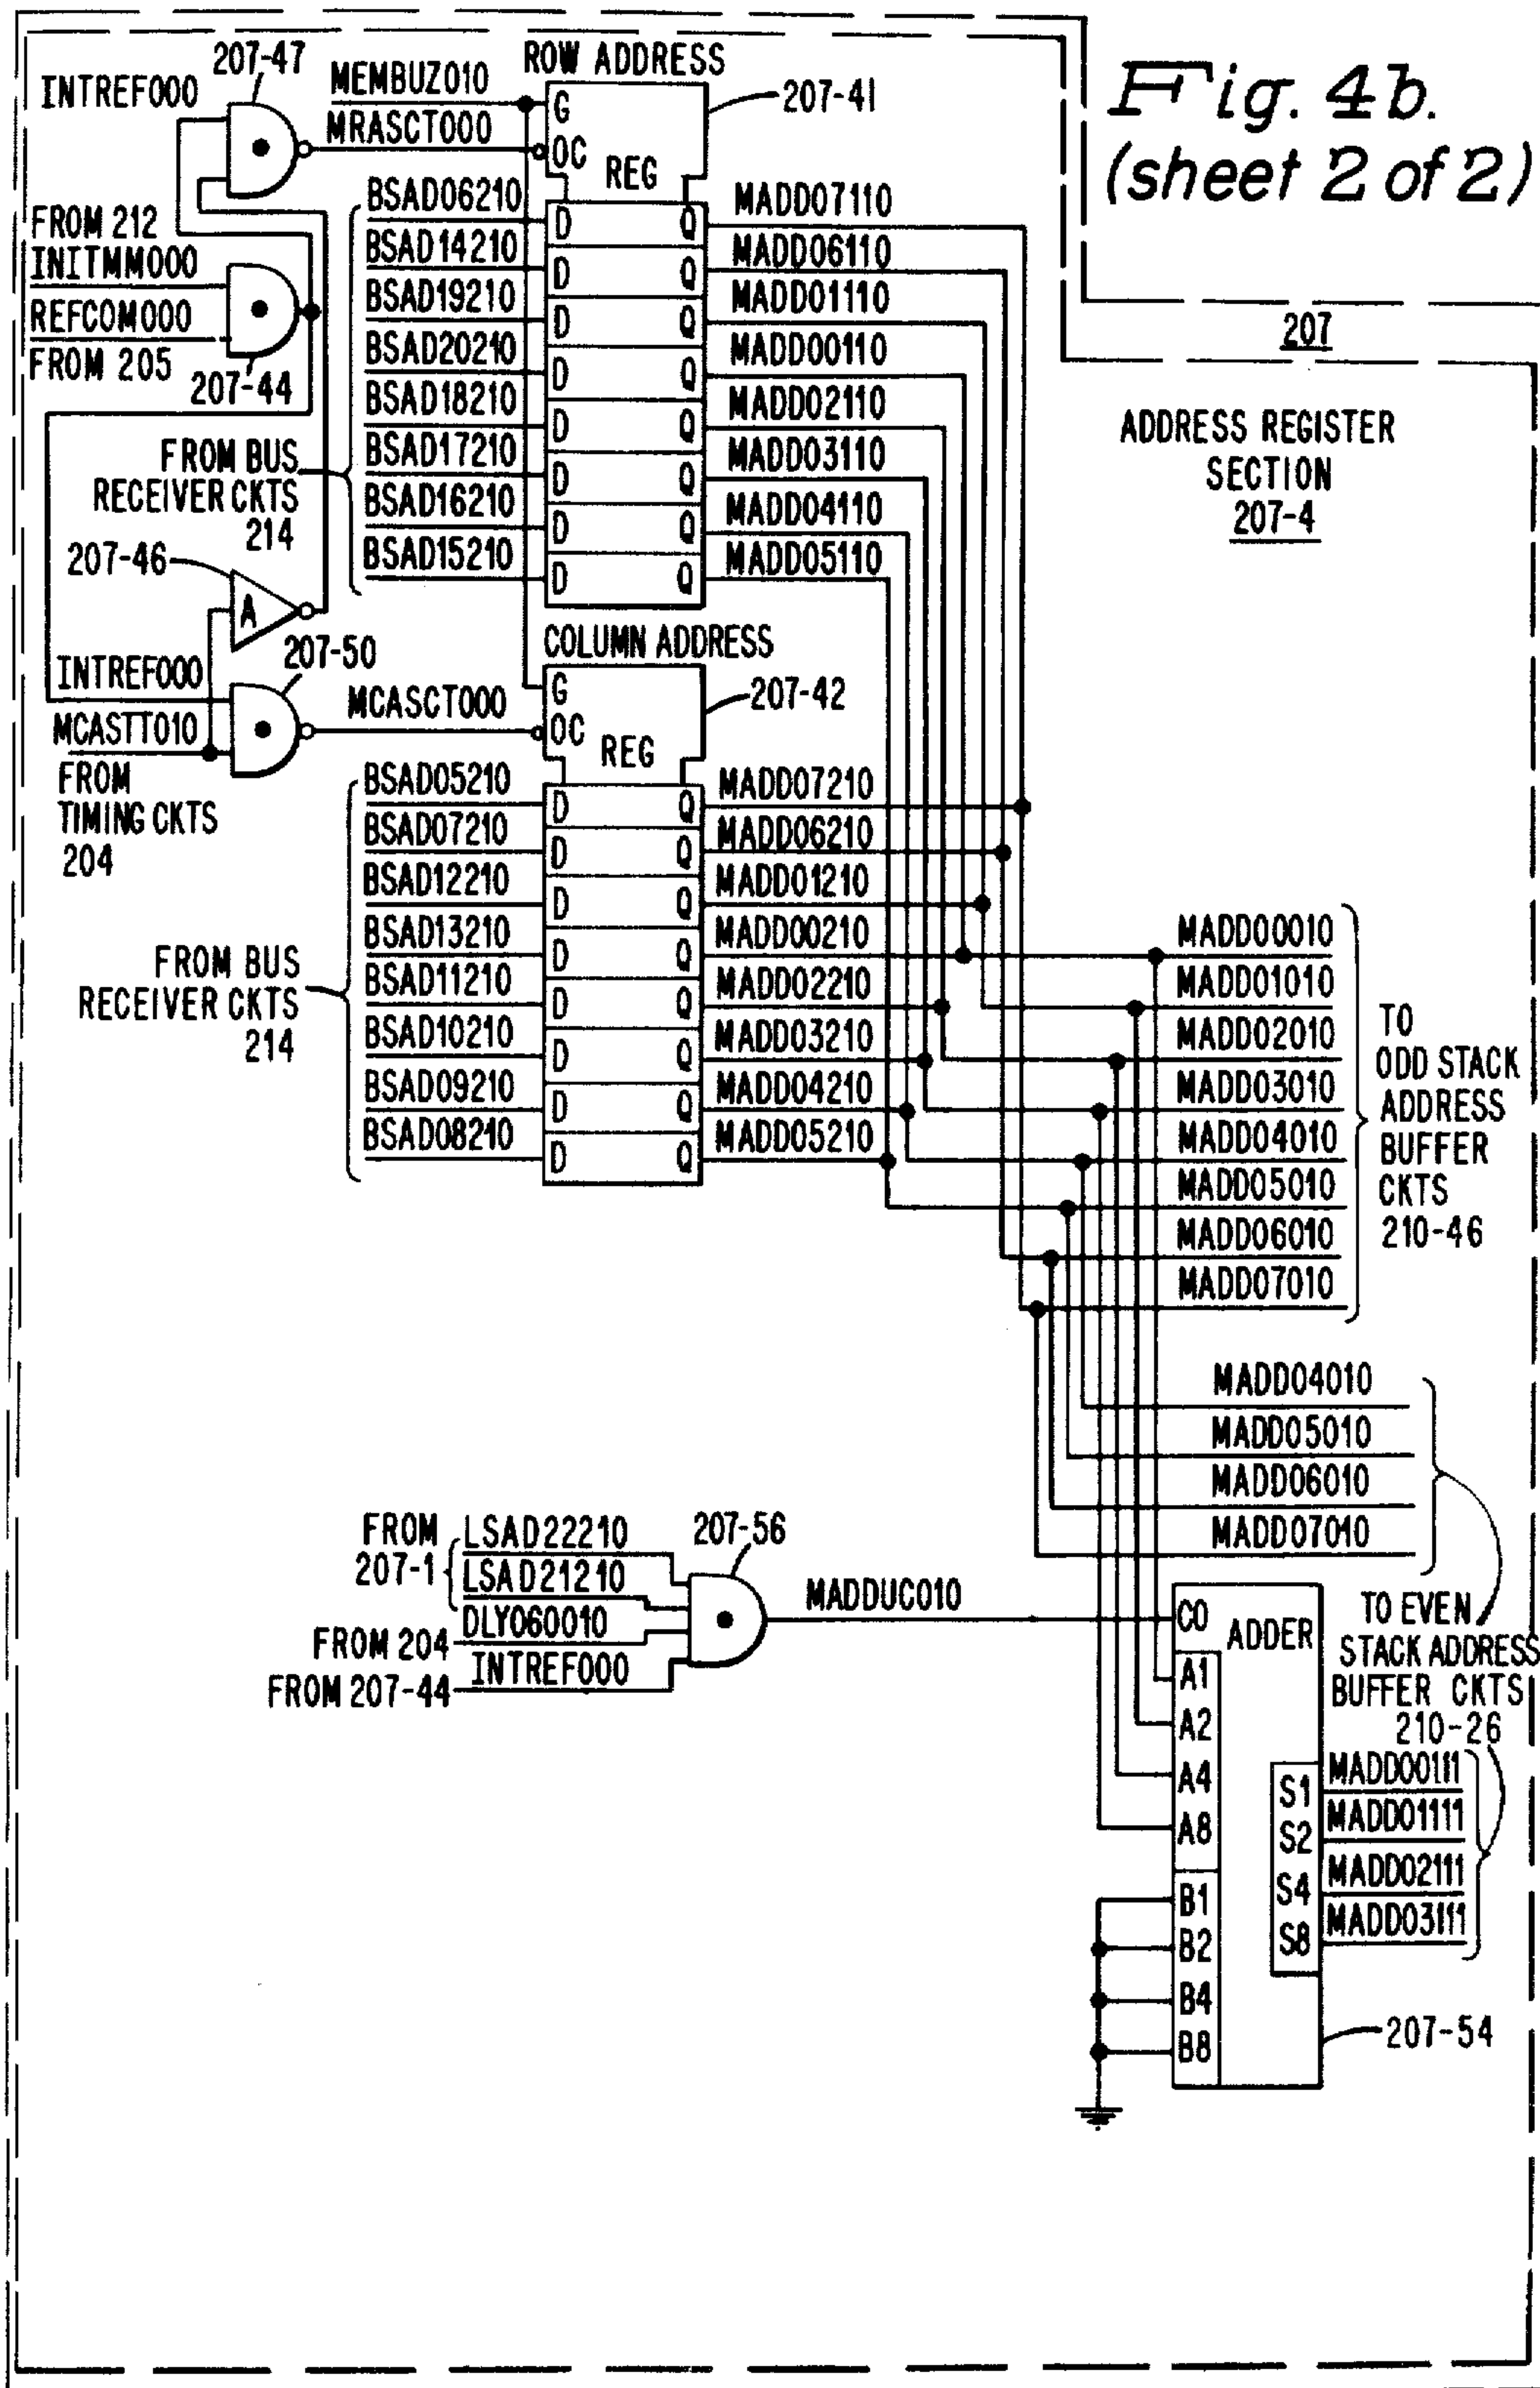 Fig. 4b.
(sheet 2 of 2)
207
ADDRESS REGISTER
SECTION
207-4
207-47
INTREF000
MEMBUZ010
MRASCT000
ROW ADDRESS
207-41
G
OC
REG
FROM 212
INITMM000
REFCOM000
FROM 205
207-44
FROM BUS
RECEIVER CKTS
214
BSAD06210 D Q MADD07110
BSAD14210 D Q MADD06110
BSAD19210 D Q MADD01110
BSAD20210 D Q MADD00110
BSAD18210 D Q MADD02110
BSAD17210 D Q MADD03110
BSAD16210 D Q MADD04110
BSAD15210 D Q MADD05110
207-46
A
207-50
INTREF000
MCASTT010
FROM
TIMING CKTS
204
MCASCT000
COLUMN ADDRESS
207-42
G
OC
REG
FROM BUS
RECEIVER CKTS
214
BSAD05210 D Q MADD07210
BSAD07210 D Q MADD06210
BSAD12210 D Q MADD01210
BSAD13210 D Q MADD00210
BSAD11210 D Q MADD02210
BSAD10210 D Q MADD03210
BSAD09210 D Q MADD04210
BSAD08210 D Q MADD05210
MADD00010
MADD01010
MADD02010
MADD03010
MADD04010
MADD05010
MADD06010
MADD07010
TO
ODD STACK
ADDRESS
BUFFER
CKTS
210-46
MADD04010
MADD05010
MADD06010
MADD07010
TO EVEN
STACK ADDRESS
BUFFER CKTS
210-26
FROM
207-1
LSAD22210
LSAD21210
FROM 204
DLY060010
FROM 207-44
INTREF000
207-56
MADDUC010
C0
ADDER
A1
A2
A4
A8
B1
B2
B4
B8
S1 MADD00111
S2 MADD01111
S4 MADD02111
S8 MADD03111
207-54